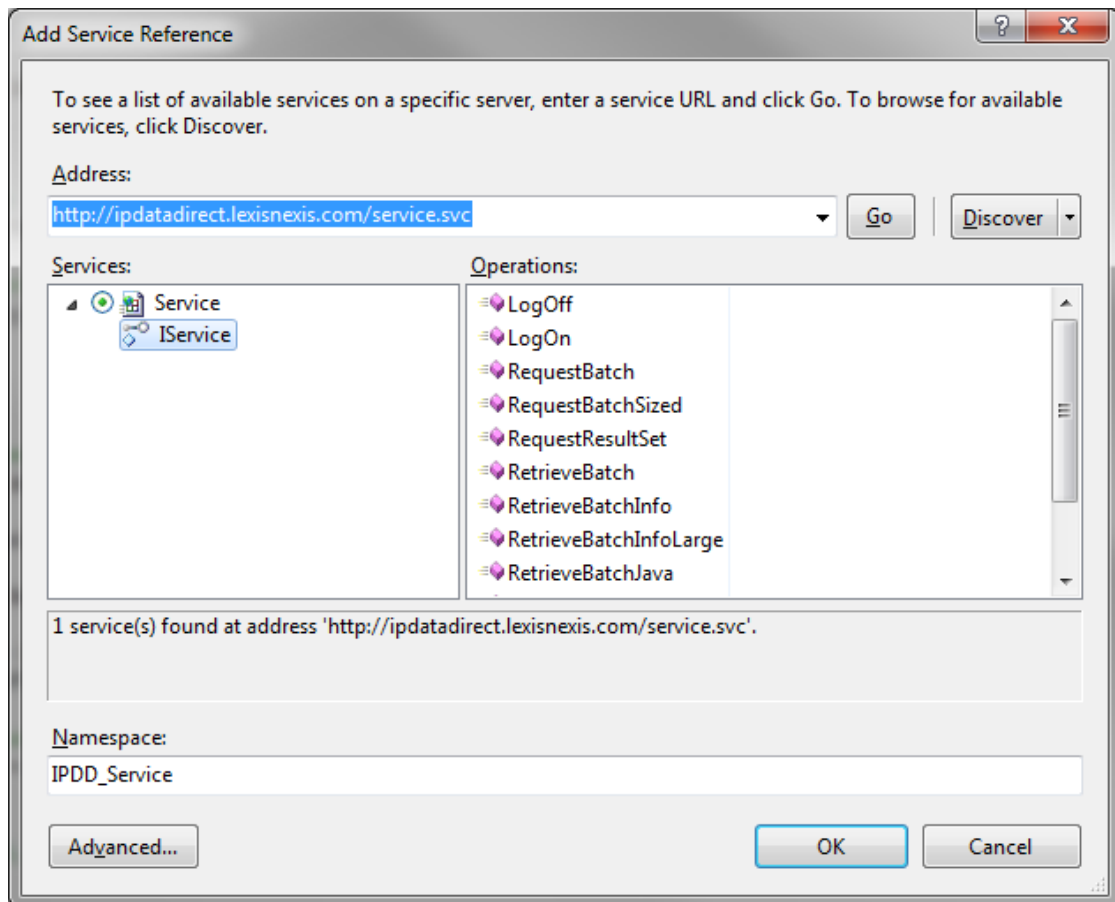 Add Service Reference
To see a list of available services on a specific server, enter a service URL and click Go. To browse for available
services, click Discover.
Address:
http://ipdatadirect.lexisnexis.com/service.svc
Go
Discover
Services:
Operations:
Service
IService
LogOff
LogOn
RequestBatch
RequestBatchSized
RequestResultSet
RetrieveBatch
RetrieveBatchInfo
RetrieveBatchInfoLarge
RetrieveBatchJava
1 service(s) found at address 'http://ipdatadirect.lexisnexis.com/service.svc'.
Namespace:
IPDD_Service
Advanced...
OK
Cancel